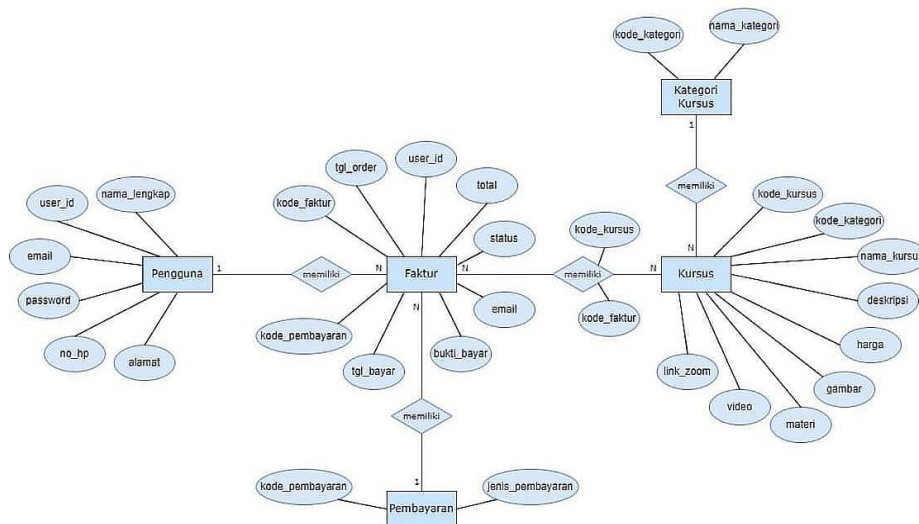 kode_kategori
nama_kategori
Kategori
Kursus
1
memiliki
N
tgl_order
user_id
kode_faktur
total
status
email
kode_pembayaran
tgl_bayar
bukti_bayar
nama_lengkap
user_id
email
password
no_hp
alamat
Pengguna
1
memiliki
N
Faktur
N
kode_kursus
memiliki
kode_faktur
N
Kursus
kode_kursus
kode_kategori
nama_kursu
deskripsi
harga
gambar
materi
video
link_zoom
N
memiliki
1
kode_pembayaran
jenis_pembayaran
Pembayaran